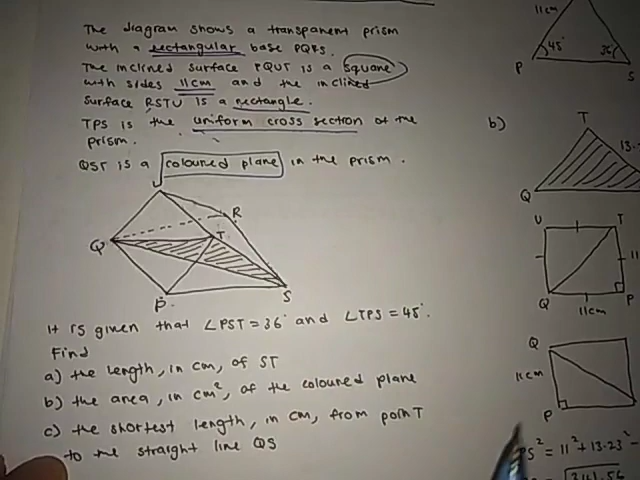 The diagram shows a transparent prism
with a rectangular base PQRS.
The inclined surface PQUT is a square
with sides 11cm and the inclined
surface RSTU is a rectangle.
TPS is the uniform cross section of the
prism.
QST is a coloured plane in the prism.
U
R
Q
T
P
S
It is given that ∠PST = 36° and ∠TPS = 45°.
Find
a) the length, in cm, of ST
b) the area, in cm², of the coloured plane
c) the shortest length, in cm, from point T
to the straight line QS
11cm
45°
36°
P
S
b)
T
13.
Q
U
T
11
Q
P
11cm
Q
11cm
P
PS² = 11² + 13.23² -